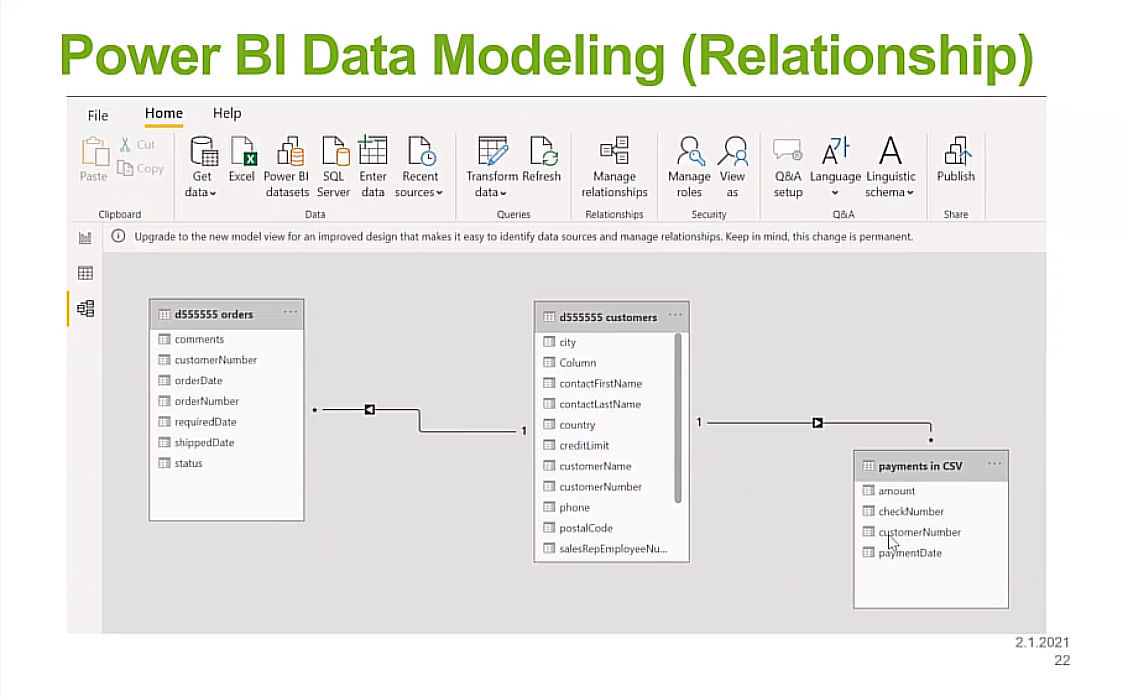 Power BI Data Modeling (Relationship)
File Home Help
Paste
Cut
Copy
Get data
Excel
Power BI datasets
SQL Server
Enter data
Recent sources
Transform data
Refresh
Manage relationships
Manage roles
View as
Q&A setup
Language
가
Linguistic schema
A
Publish
Clipboard Data Queries Relationships Security Q&A Share
Upgrade to the new model view for an improved design that makes it easy to identify data sources and manage relationships. Keep in mind, this change is permanent.
d555555 orders
comments
customerNumber
orderDate
orderNumber
requiredDate
shippedDate
status
* 1
d555555 customers
city
Column
contactFirstName
contactLastName
country
creditLimit
customerName
customerNumber
phone
postalCode
salesRepEmployeeNu...
1 *
payments in CSV
amount
checkNumber
customerNumber
paymentDate
2.1.2021
22